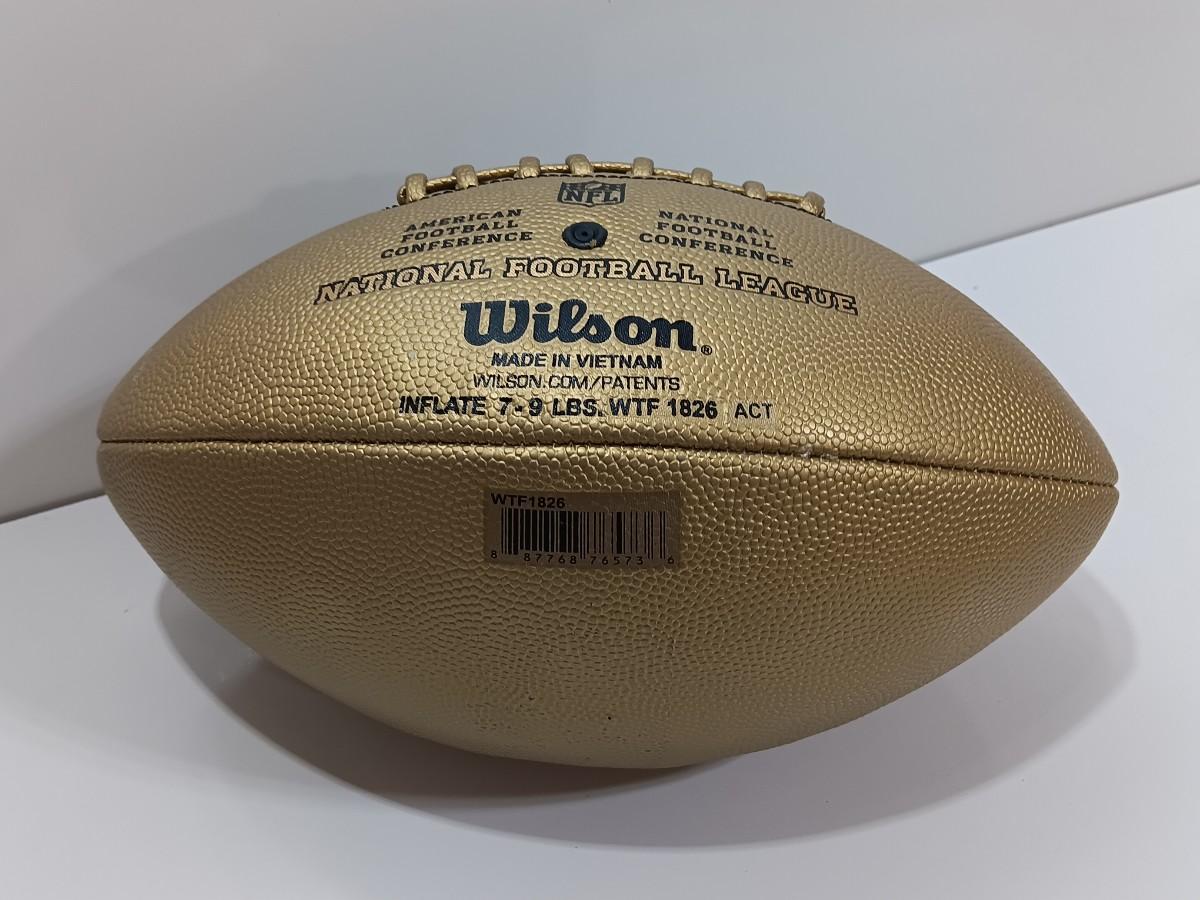 NFL
AMERICAN
FOOTBALL
CONFERENCE
NATIONAL
FOOTBALL
CONFERENCE
NATIONAL FOOTBALL LEAGUE
Wilson®
MADE IN VIETNAM
WILSON.COM/PATENTS
INFLATE 7-9 LBS. WTF 1826 ACT
WTF1826
8 87768 76573 6